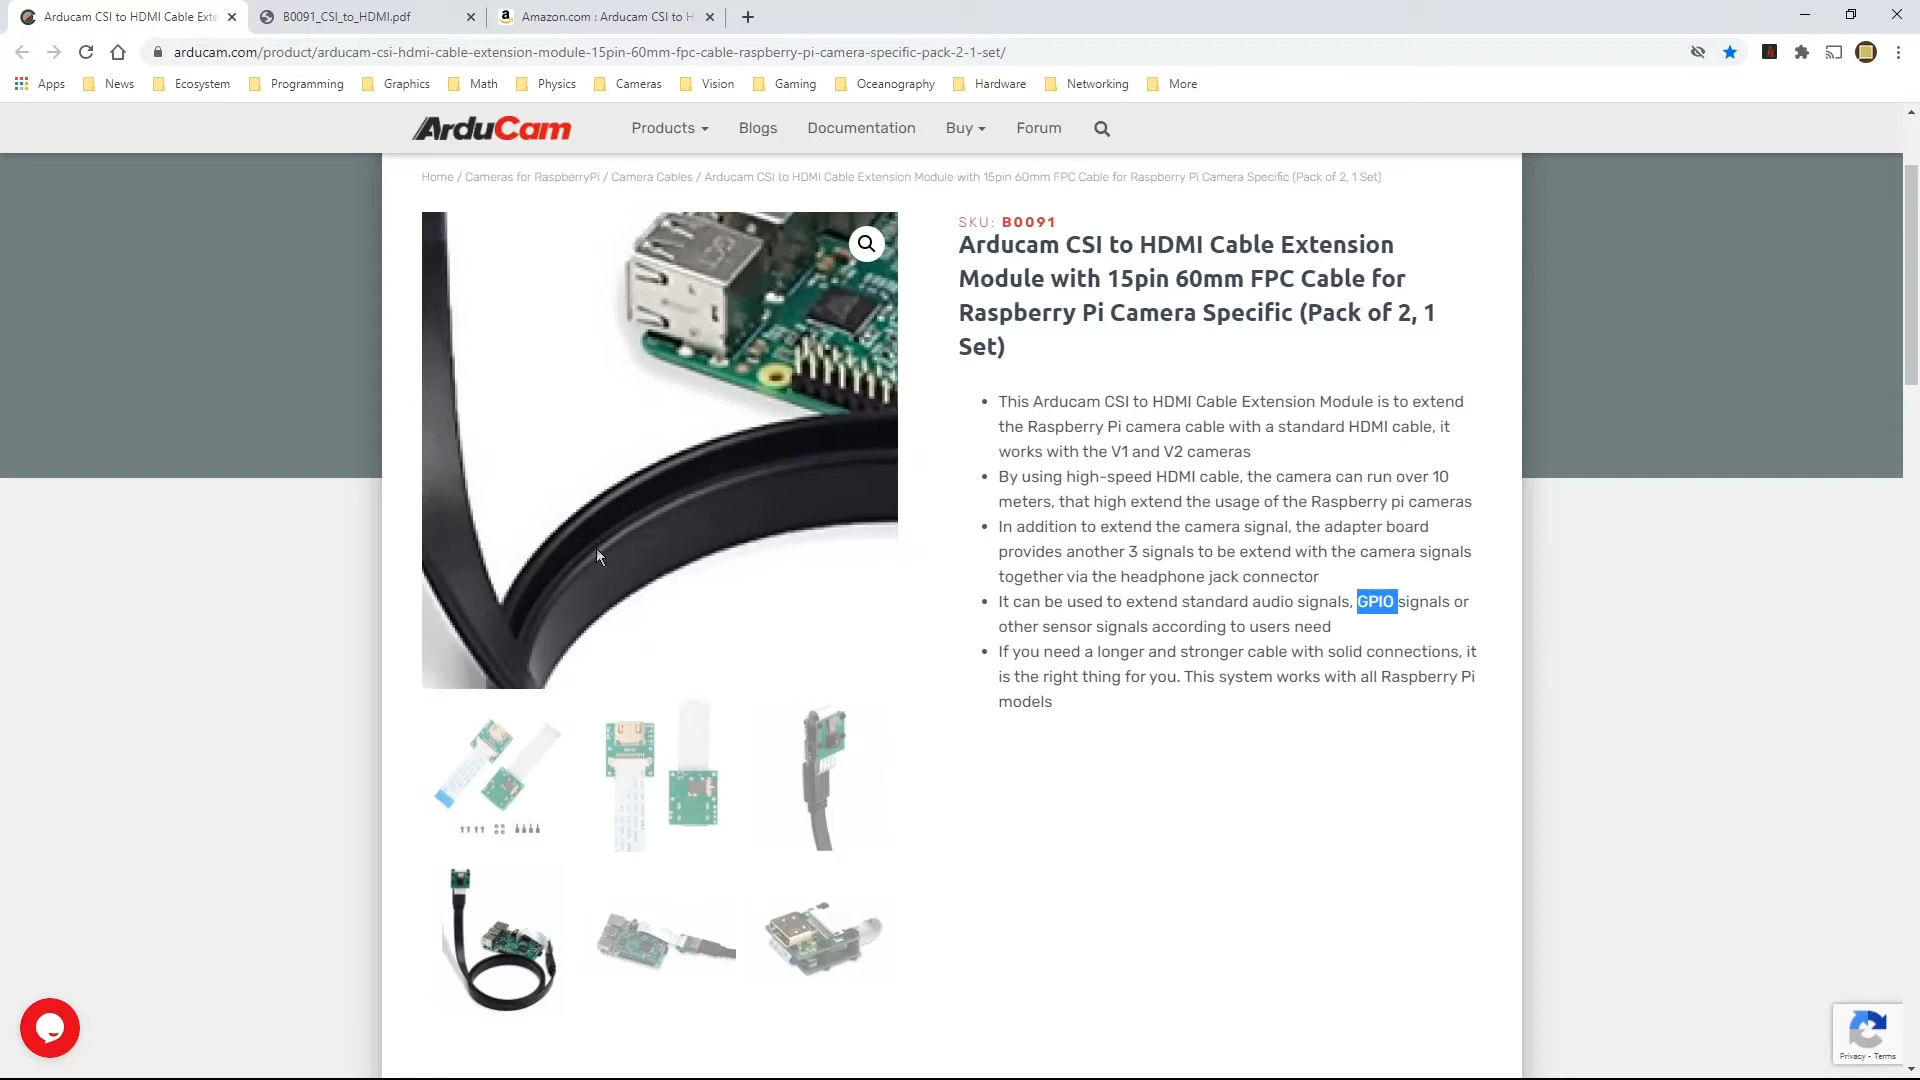 Arducam CSI to HDMI Cable Exte
B0091_CSI_to_HDMI.pdf
Amazon.com : Arducam CSI to H
arducam.com/product/arducam-csi-hdmi-cable-extension-module-15pin-60mm-fpc-cable-raspberry-pi-camera-specific-pack-2-1-set/
Apps News Ecosystem Programming Graphics Math Physics Cameras Vision Gaming Oceanography Hardware Networking More
ArduCam Products Blogs Documentation Buy Forum
Home / Cameras for RaspberryPi / Camera Cables / Arducam CSI to HDMI Cable Extension Module with 15pin 60mm FPC Cable for Raspberry Pi Camera Specific (Pack of 2, 1 Set)
SKU: B0091
Arducam CSI to HDMI Cable Extension
Module with 15pin 60mm FPC Cable for
Raspberry Pi Camera Specific (Pack of 2, 1
Set)
• This Arducam CSI to HDMI Cable Extension Module is to extend
the Raspberry Pi camera cable with a standard HDMI cable, it
works with the V1 and V2 cameras
• By using high-speed HDMI cable, the camera can run over 10
meters, that high extend the usage of the Raspberry pi cameras
• In addition to extend the camera signal, the adapter board
provides another 3 signals to be extend with the camera signals
together via the headphone jack connector
• It can be used to extend standard audio signals, GPIO signals or
other sensor signals according to users need
• If you need a longer and stronger cable with solid connections, it
is the right thing for you. This system works with all Raspberry Pi
models
Privacy - Terms